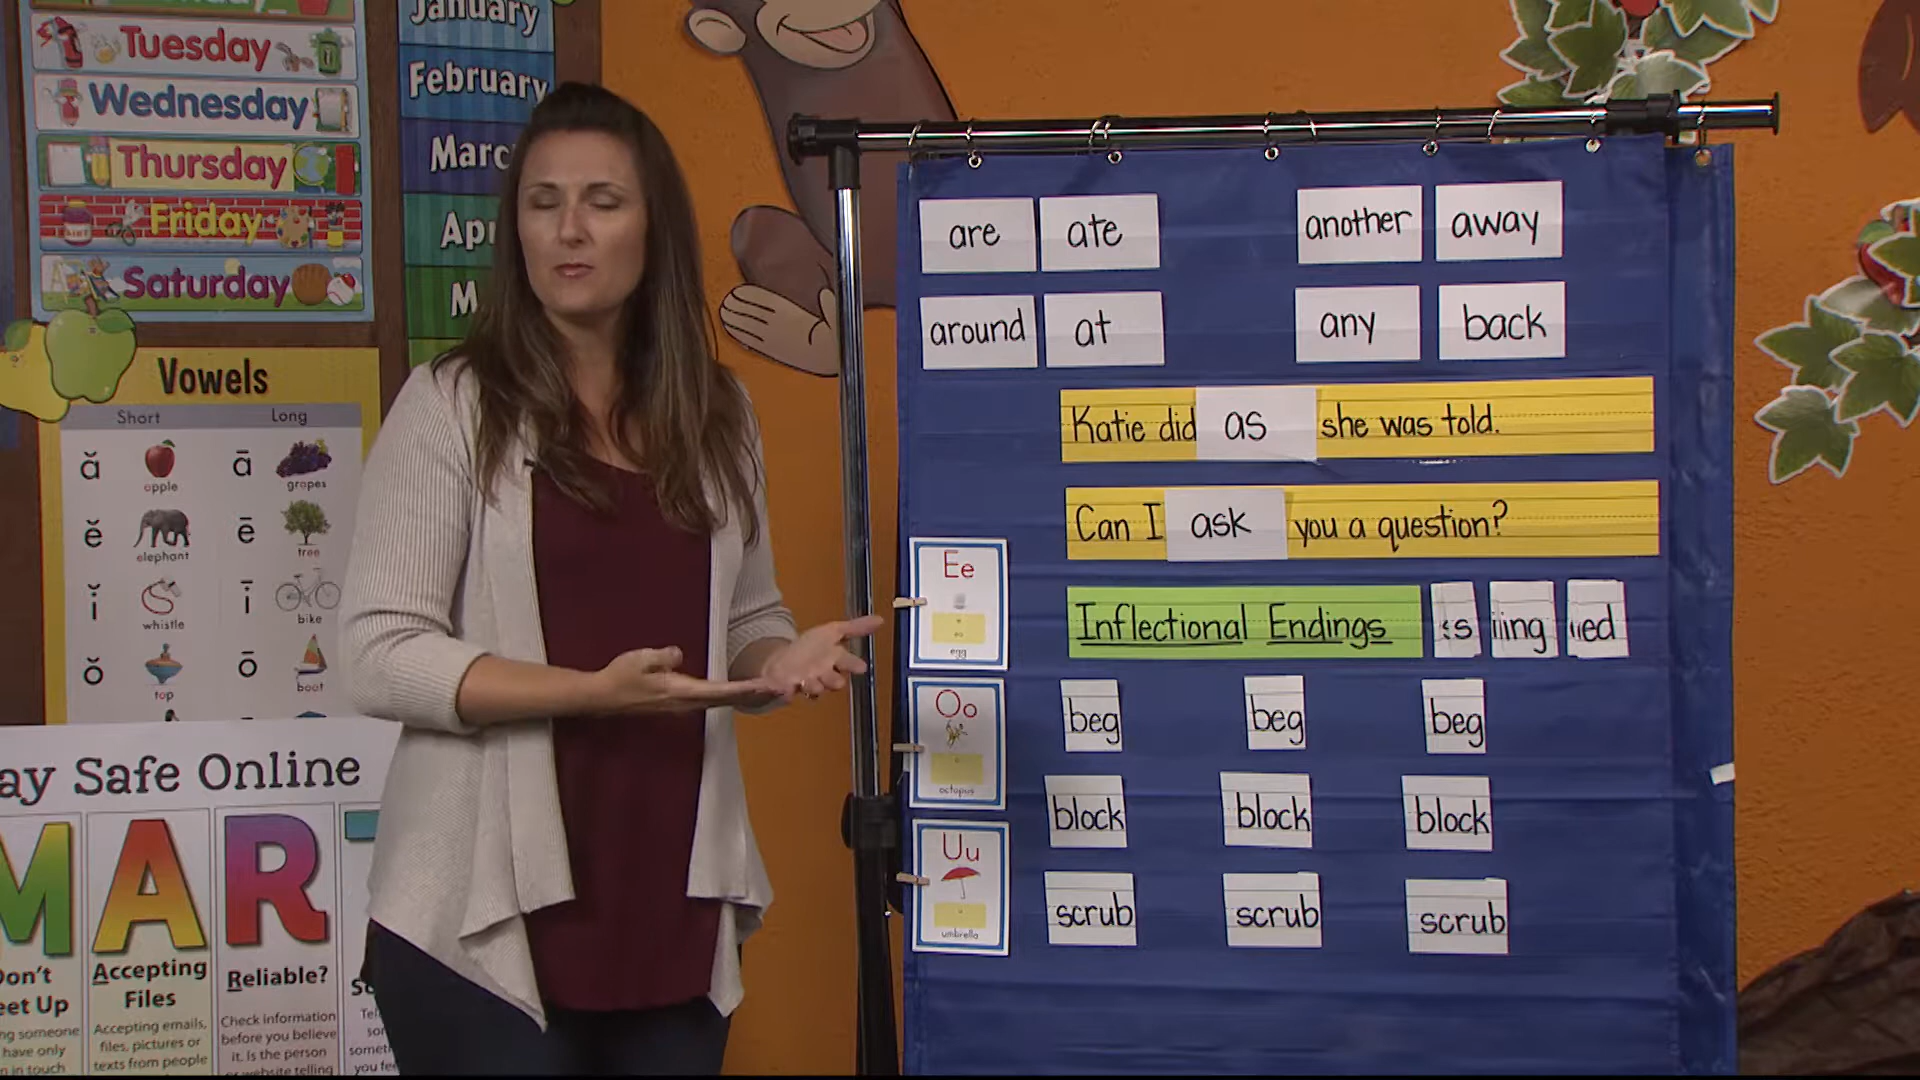 Tuesday
Wednesday
Thursday
Friday
Saturday
January
February
Vowels
Short Long
ă apple ā grapes
ĕ elephant ē tree
ĭ whistle ī bike
ŏ top ō boat
Safe Online
M A R
Don't
Accepting
Files
Accepting emails,
files, pictures or
texts from people
Reliable?
Check information
before you believe
it. Is the person
are ate another away
around at any back
Katie did as she was told.
Can I ask you a question?
Inflectional Endings s ing ed
Ee
egg
Oo
octopus
Uu
umbrella
beg beg beg
block block block
scrub scrub scrub